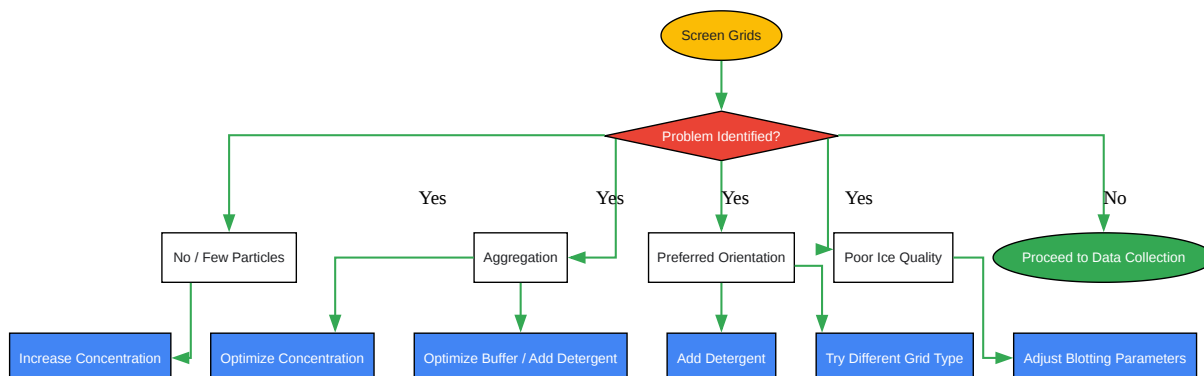 Screen Grids
Problem Identified?
Yes
Yes
Yes
Yes
No
No / Few Particles
Aggregation
Preferred Orientation
Poor Ice Quality
Proceed to Data Collection
Increase Concentration
Optimize Concentration
Optimize Buffer / Add Detergent
Add Detergent
Try Different Grid Type
Adjust Blotting Parameters